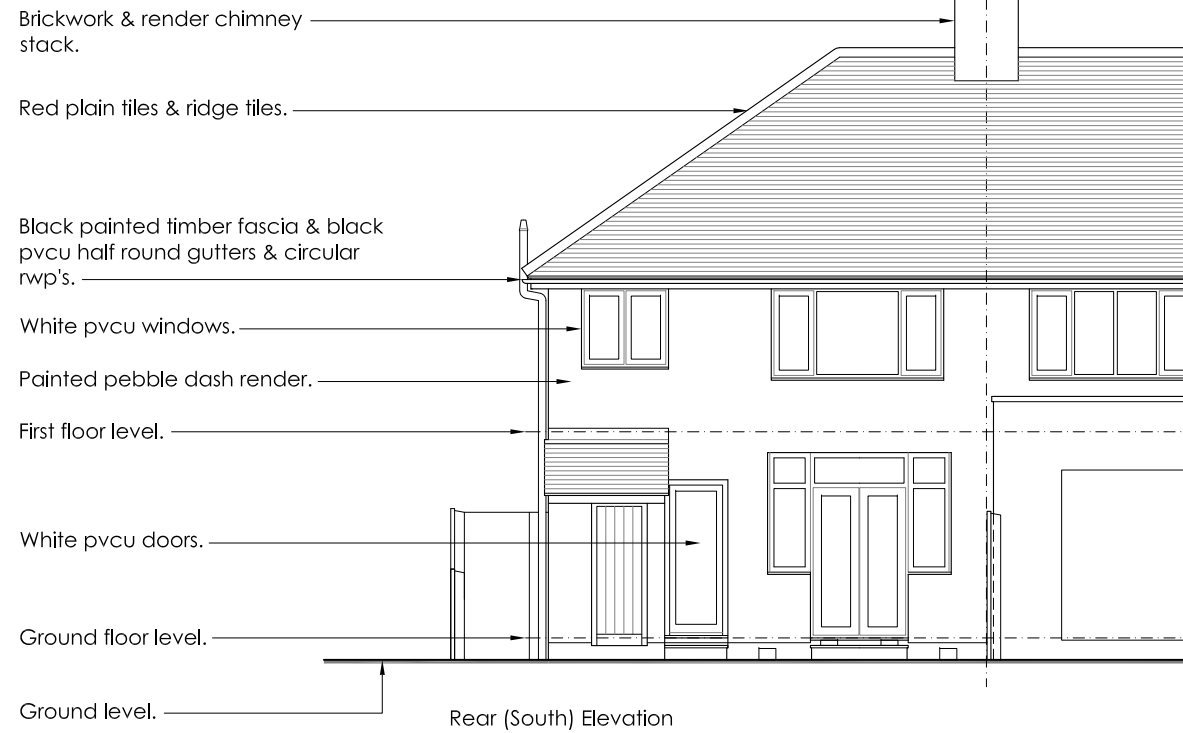 Brickwork & render chimney
stack.
Red plain tiles & ridge tiles.
Black painted timber fascia & black
pvcu half round gutters & circular
rwp's.
White pvcu windows.
Painted pebble dash render.
First floor level.
White pvcu doors.
Ground floor level.
Ground level.
Rear (South) Elevation